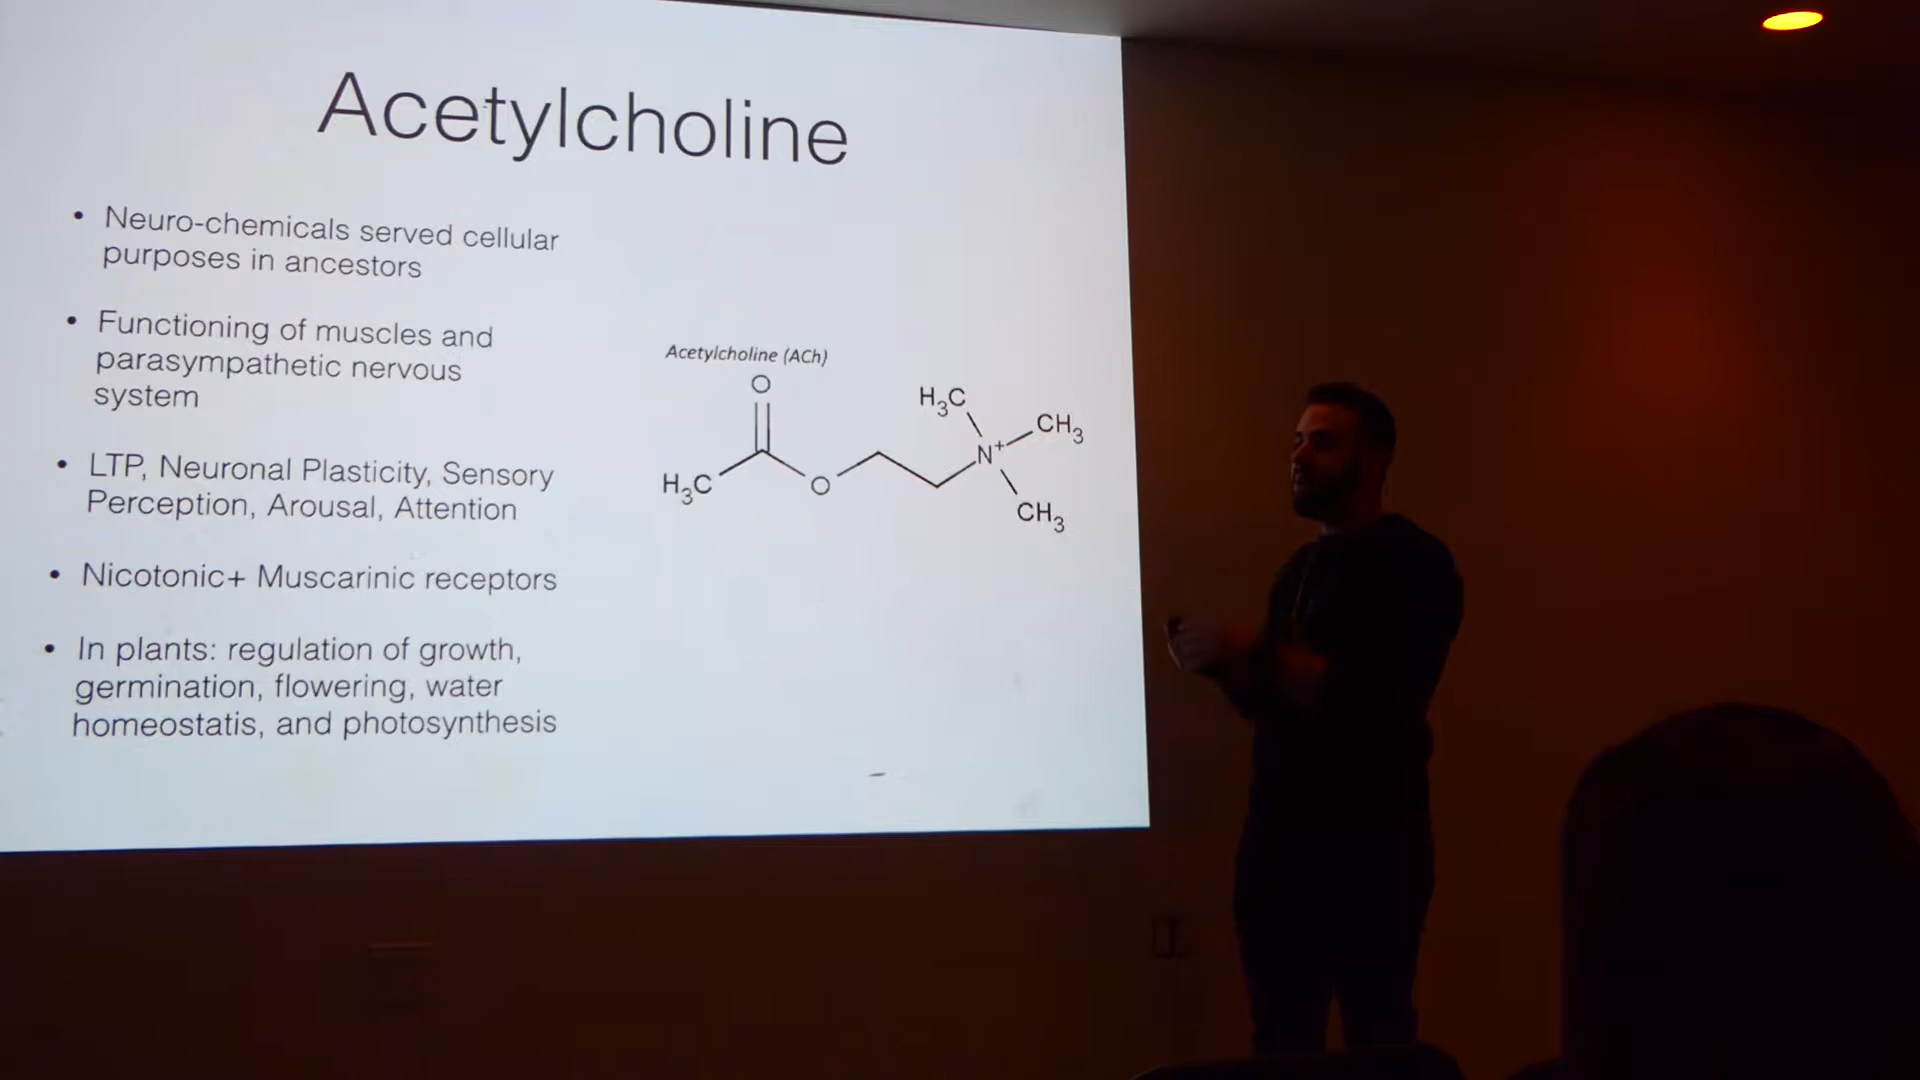 Acetylcholine
• Neuro-chemicals served cellular
purposes in ancestors
• Functioning of muscles and
parasympathetic nervous
system
• LTP, Neuronal Plasticity, Sensory
Perception, Arousal, Attention
• Nicotonic+ Muscarinic receptors
• In plants: regulation of growth,
germination, flowering, water
homeostatis, and photosynthesis
Acetylcholine (ACh)
O
H₃C
CH₃
N⁺
H₃C
O
CH₃